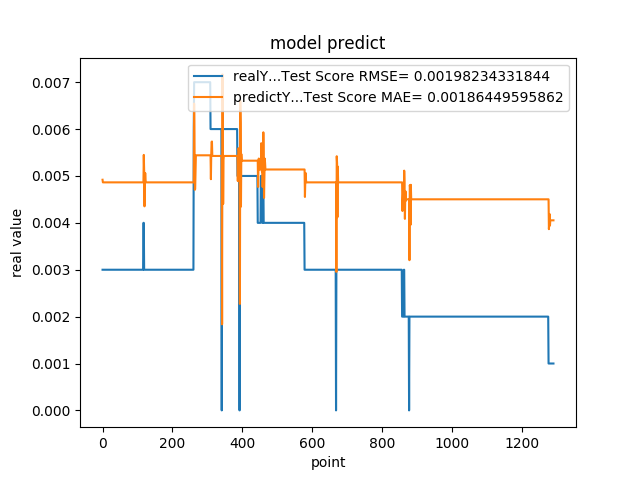 model predict
realY...Test Score RMSE= 0.00198234331844
predictY...Test Score MAE= 0.00186449595862
real value
0.007
0.006
0.005
0.004
0.003
0.002
0.001
0.000
0 200 400 600 800 1000 1200
point